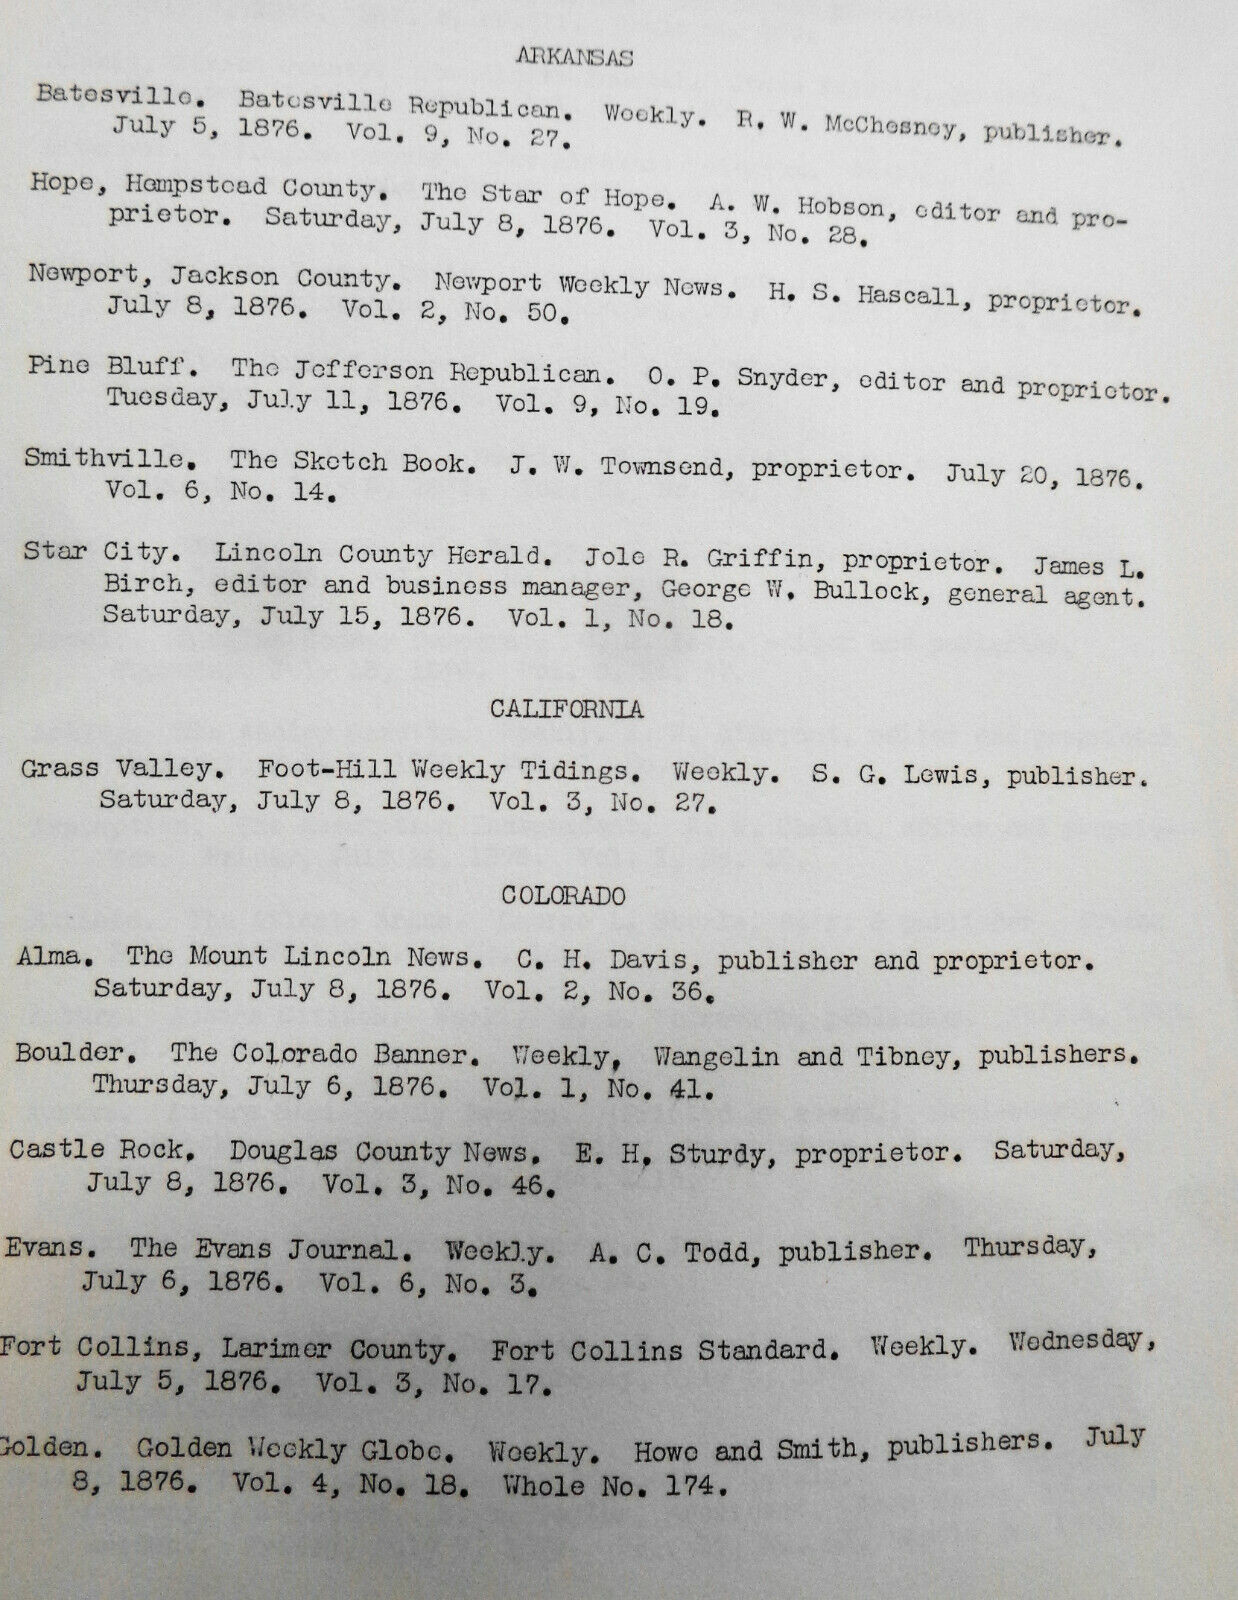 ARKANSAS
Batesville. Batesville Republican. Weekly. R. W. McChesney, publisher.
July 5, 1876. Vol. 9, No. 27.
Hope, Hempstead County. The Star of Hope. A. W. Hobson, editor and pro-
prietor. Saturday, July 8, 1876. Vol. 3, No. 28.
Newport, Jackson County. Newport Weekly News. H. S. Hascall, proprietor.
July 8, 1876. Vol. 2, No. 50.
Pine Bluff. The Jefferson Republican. O. P. Snyder, editor and proprietor.
Tuesday, July 11, 1876. Vol. 9, No. 19.
Smithville. The Sketch Book. J. W. Townsend, proprietor. July 20, 1876.
Vol. 6, No. 14.
Star City. Lincoln County Herald. Jole R. Griffin, proprietor. James L.
Birch, editor and business manager, George W. Bullock, general agent.
Saturday, July 15, 1876. Vol. 1, No. 18.
CALIFORNIA
Grass Valley. Foot-Hill Weekly Tidings. Weekly. S. G. Lewis, publisher.
Saturday, July 8, 1876. Vol. 3, No. 27.
COLORADO
Alma. The Mount Lincoln News. C. H. Davis, publisher and proprietor.
Saturday, July 8, 1876. Vol. 2, No. 36.
Boulder. The Colorado Banner. Weekly, Wangelin and Tibney, publishers.
Thursday, July 6, 1876. Vol. 1, No. 41.
Castle Rock. Douglas County News. E. H. Sturdy, proprietor. Saturday,
July 8, 1876. Vol. 3, No. 46.
Evans. The Evans Journal. Weekly. A. C. Todd, publisher. Thursday,
July 6, 1876. Vol. 6, No. 3.
Fort Collins, Larimer County. Fort Collins Standard. Weekly. Wednesday,
July 5, 1876. Vol. 3, No. 17.
Golden. Golden Weekly Globe. Weekly. Howe and Smith, publishers. July
8, 1876. Vol. 4, No. 18. Whole No. 174.